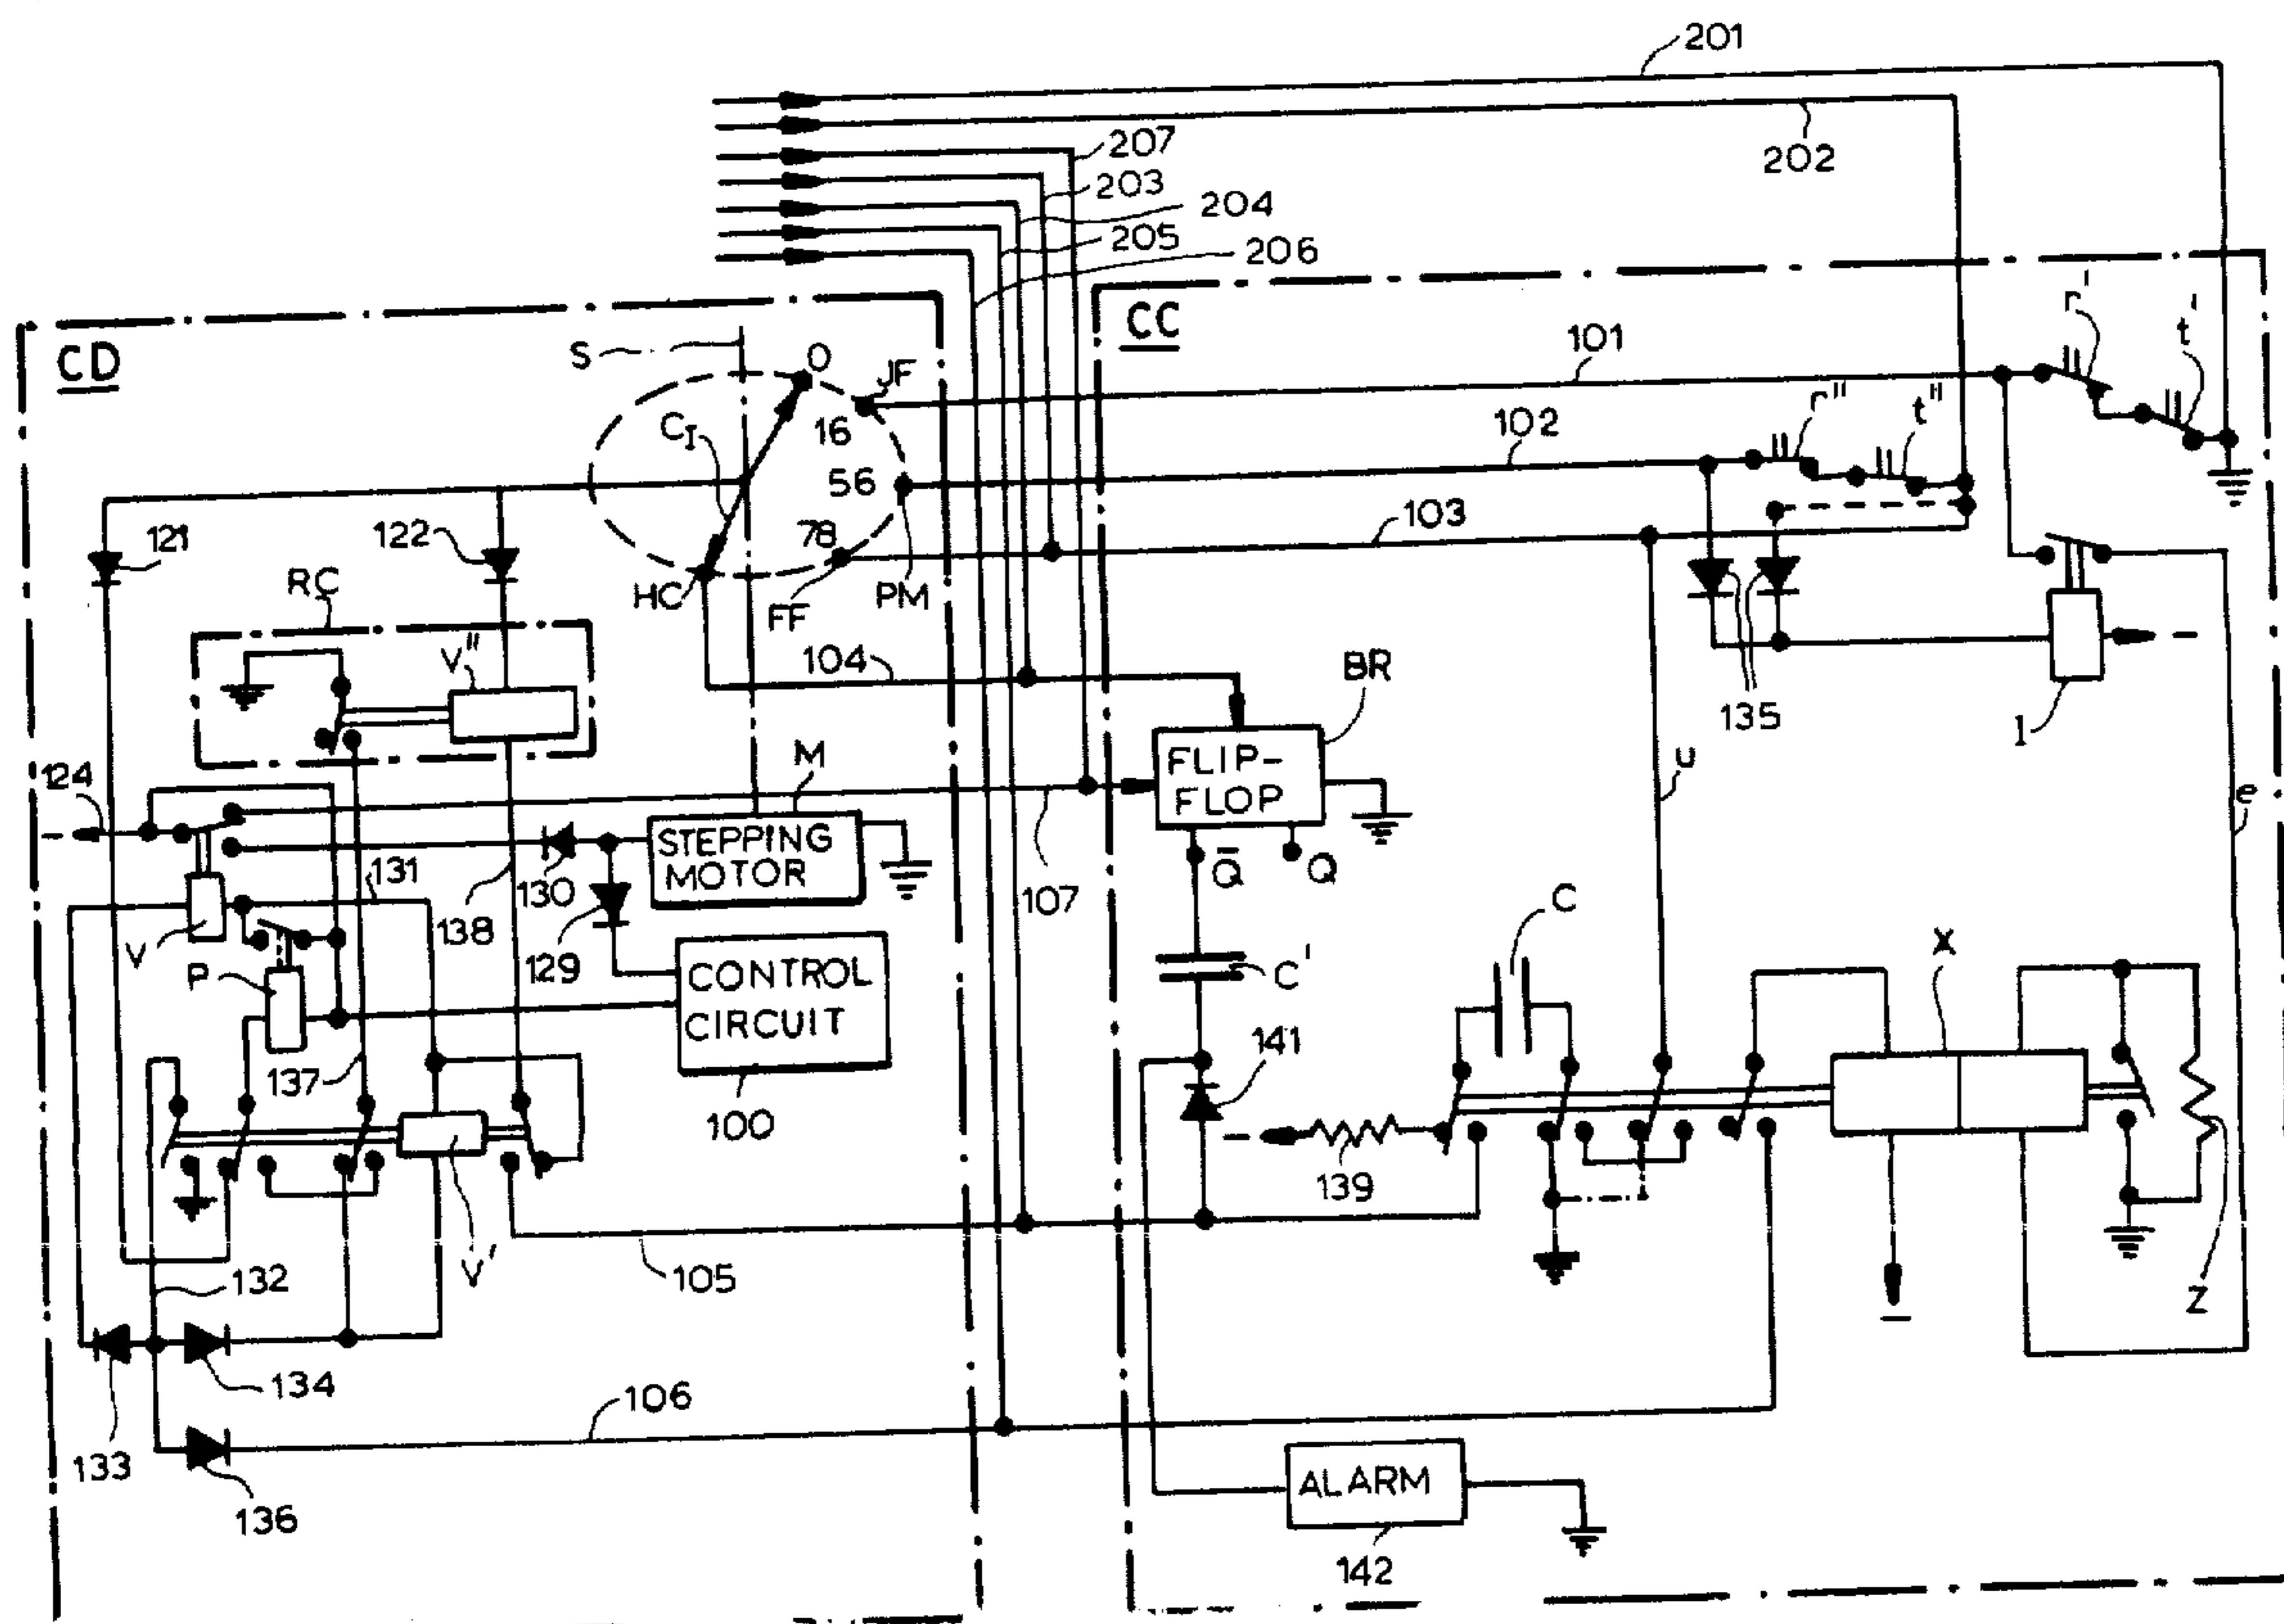 201
202
207
203
204
205
206
CD
CC
S
O
JF
16
C_I
56
78
HC
FF
PM
101
102
103
r'
t'
r"
t"
121
122
RC
V"
104
BR
135
1
124
M
FLIP-
FLOP
u
e
STEPPING
MOTOR
131
138
130
107
Q̄
Q
V
P
129
CONTROL
CIRCUIT
100
137
C
C'
X
141
139
Z
132
V'
105
133
134
136
106
ALARM
142